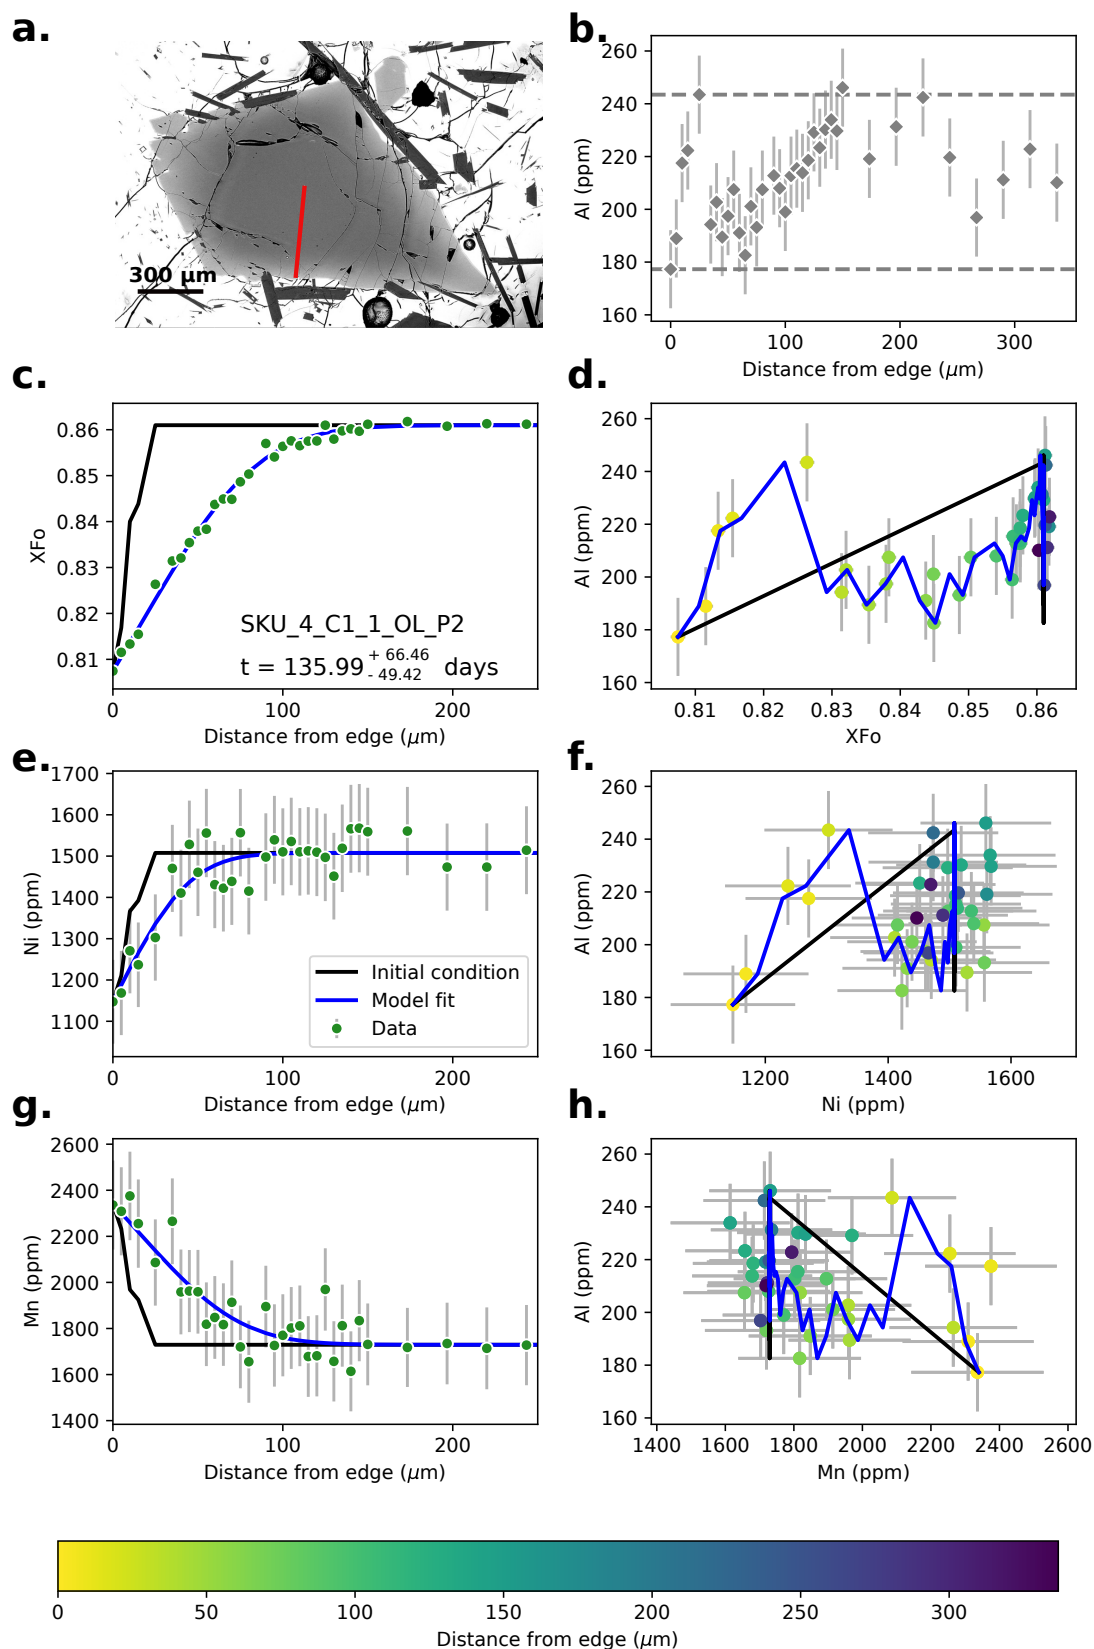 a.
300 µm
b.
260
240
220
200
180
160
Al (ppm)
0 100 200 300
Distance from edge (µm)
c.
0.86
0.85
0.84
0.83
0.82
0.81
XFo
SKU_4_C1_1_OL_P2
t = 135.99 + 66.46 - 49.42 days
0 100 200
Distance from edge (µm)
d.
260
240
220
200
180
160
Al (ppm)
0.81 0.82 0.83 0.84 0.85 0.86
XFo
e.
1700
1600
1500
1400
1300
1200
1100
Ni (ppm)
Initial condition
Model fit
Data
0 100 200
Distance from edge (µm)
f.
260
240
220
200
180
160
Al (ppm)
1200 1400 1600
Ni (ppm)
g.
2600
2400
2200
2000
1800
1600
1400
Mn (ppm)
0 100 200
Distance from edge (µm)
h.
260
240
220
200
180
160
Al (ppm)
1400 1600 1800 2000 2200 2400 2600
Mn (ppm)
0 50 100 150 200 250 300
Distance from edge (µm)